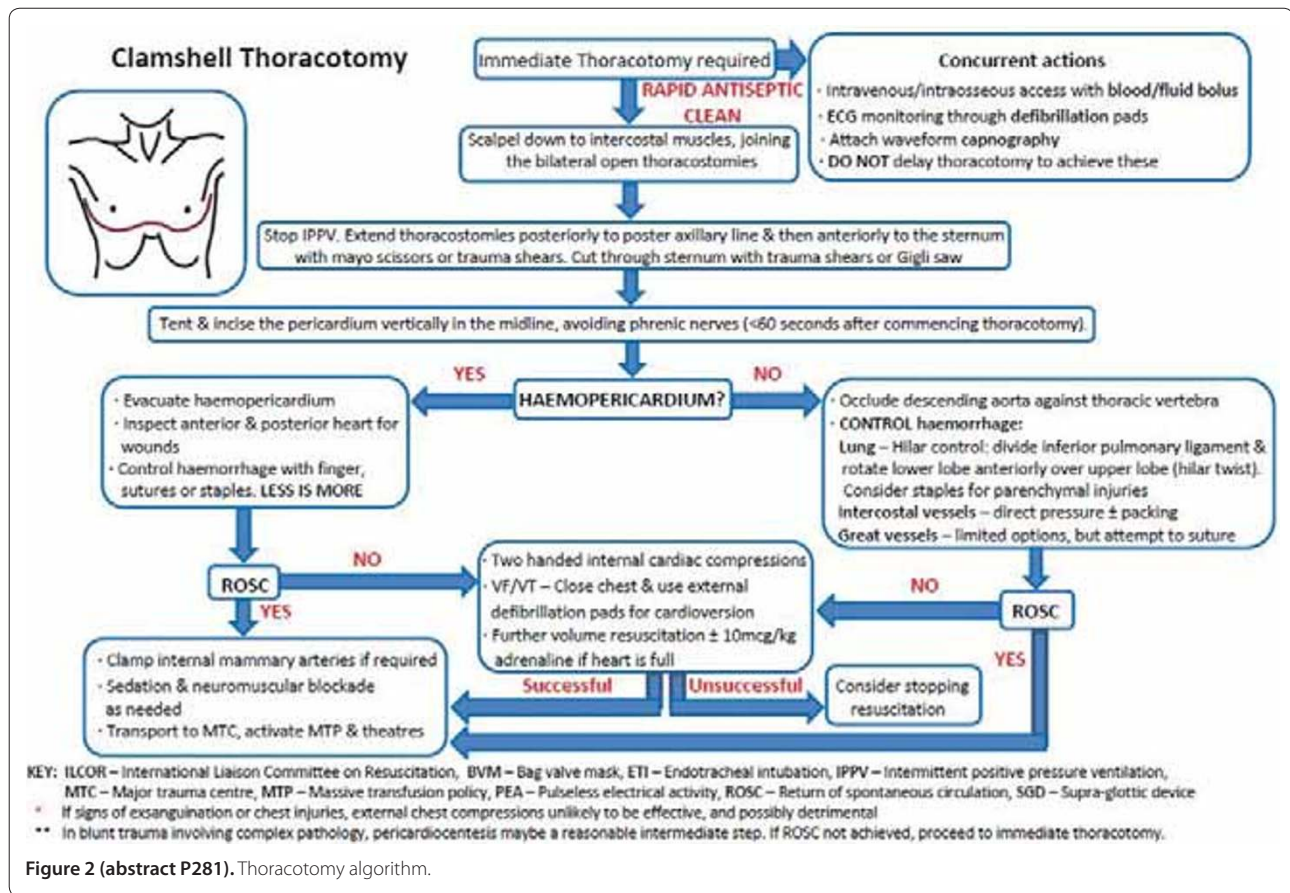 Clamshell Thoracotomy
Immediate Thoracotomy required
RAPID ANTISEPTIC
CLEAN
Concurrent actions
· Intravenous/intraosseous access with blood/fluid bolus
· ECG monitoring through defibrillation pads
· Attach waveform capnography
· DO NOT delay thoracotomy to achieve these
Scalpel down to intercostal muscles, joining
the bilateral open thoracostomies
Stop IPPV. Extend thoracostomies posteriorly to poster axillary line & then anteriorly to the sternum
with mayo scissors or trauma shears. Cut through sternum with trauma shears or Gigli saw
Tent & incise the pericardium vertically in the midline, avoiding phrenic nerves (<60 seconds after commencing thoracotomy).
HAEMOPERICARDIUM?
YES
NO
· Evacuate haemopericardium
· Inspect anterior & posterior heart for
wounds
· Control haemorrhage with finger,
sutures or staples. LESS IS MORE
· Occlude descending aorta against thoracic vertebra
· CONTROL haemorrhage:
Lung – Hilar control: divide inferior pulmonary ligament &
rotate lower lobe anteriorly over upper lobe (hilar twist).
Consider staples for parenchymal injuries
Intercostal vessels – direct pressure ± packing
Great vessels – limited options, but attempt to suture
ROSC
NO
YES
· Two handed internal cardiac compressions
· VF/VT – Close chest & use external
defibrillation pads for cardioversion
· Further volume resuscitation ± 10mcg/kg
adrenaline if heart is full
NO
ROSC
YES
· Clamp internal mammary arteries if required
· Sedation & neuromuscular blockade
as needed
· Transport to MTC, activate MTP & theatres
Successful
Unsuccessful
Consider stopping
resuscitation
KEY: ILCOR – International Liaison Committee on Resuscitation, BVM – Bag valve mask, ETI – Endotracheal intubation, IPPV – Intermittent positive pressure ventilation,
MTC – Major trauma centre, MTP – Massive transfusion policy, PEA – Pulseless electrical activity, ROSC – Return of spontaneous circulation, SGD – Supra-glottic device
* If signs of exsanguination or chest injuries, external chest compressions unlikely to be effective, and possibly detrimental
** In blunt trauma involving complex pathology, pericardiocentesis maybe a reasonable intermediate step. If ROSC not achieved, proceed to immediate thoracotomy.
Figure 2 (abstract P281). Thoracotomy algorithm.